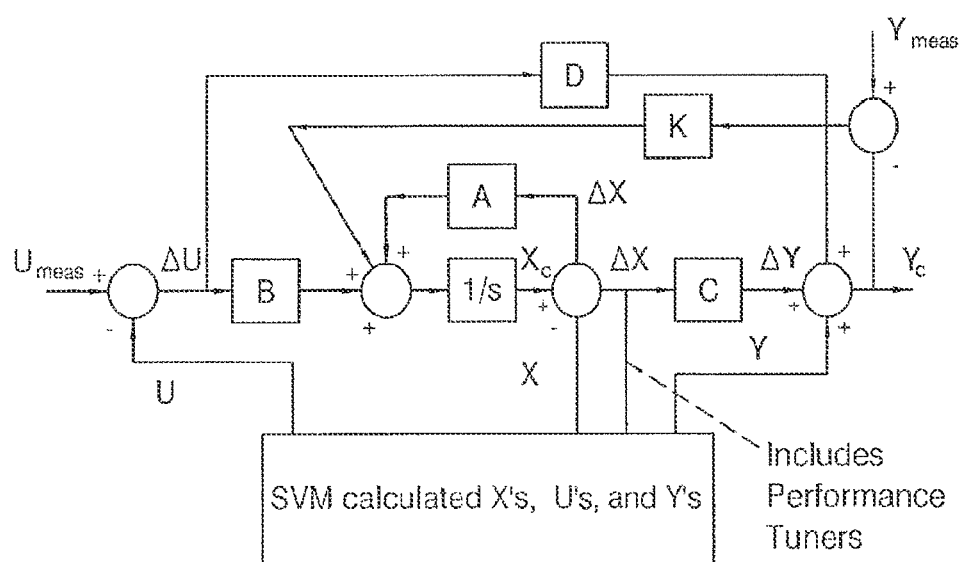 Y meas
+
-
D
K
A
ΔX
+
U meas
+
-
ΔU
B
+
+
1/s
X c
+
-
ΔX
C
ΔY
+
+
+
Y c
U
X
Y
SVM calculated X's, U's, and Y's
Includes
Performance
Tuners